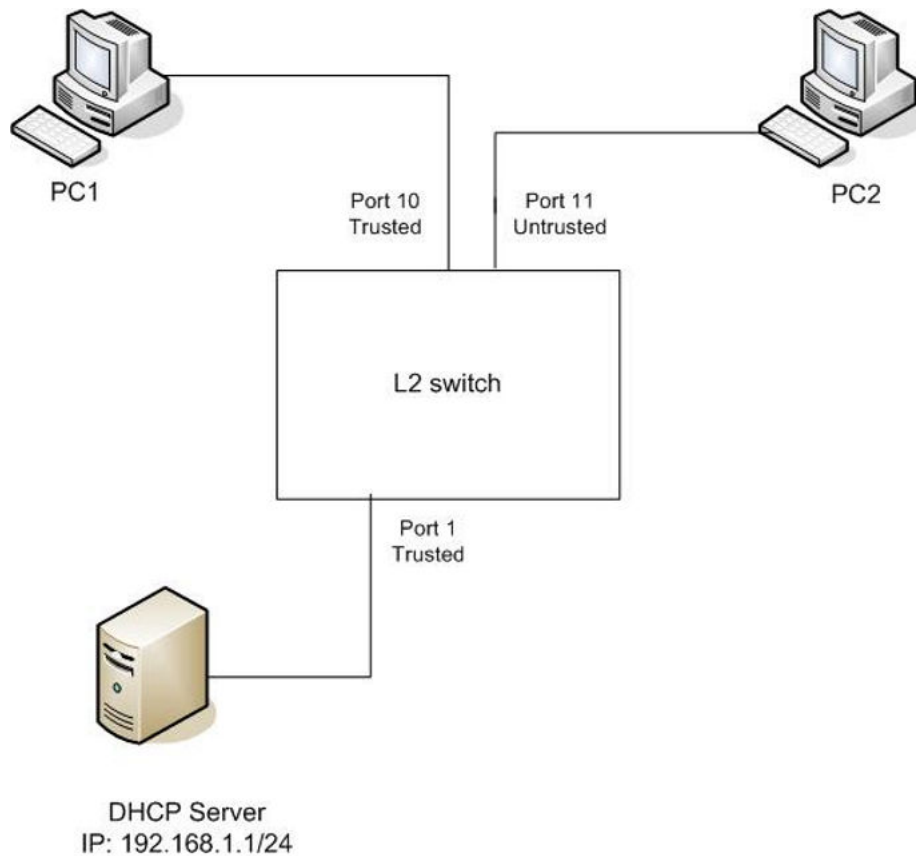 PC1
PC2
Port 10
Trusted
Port 11
Untrusted
L2 switch
Port 1
Trusted
DHCP Server
IP: 192.168.1.1/24